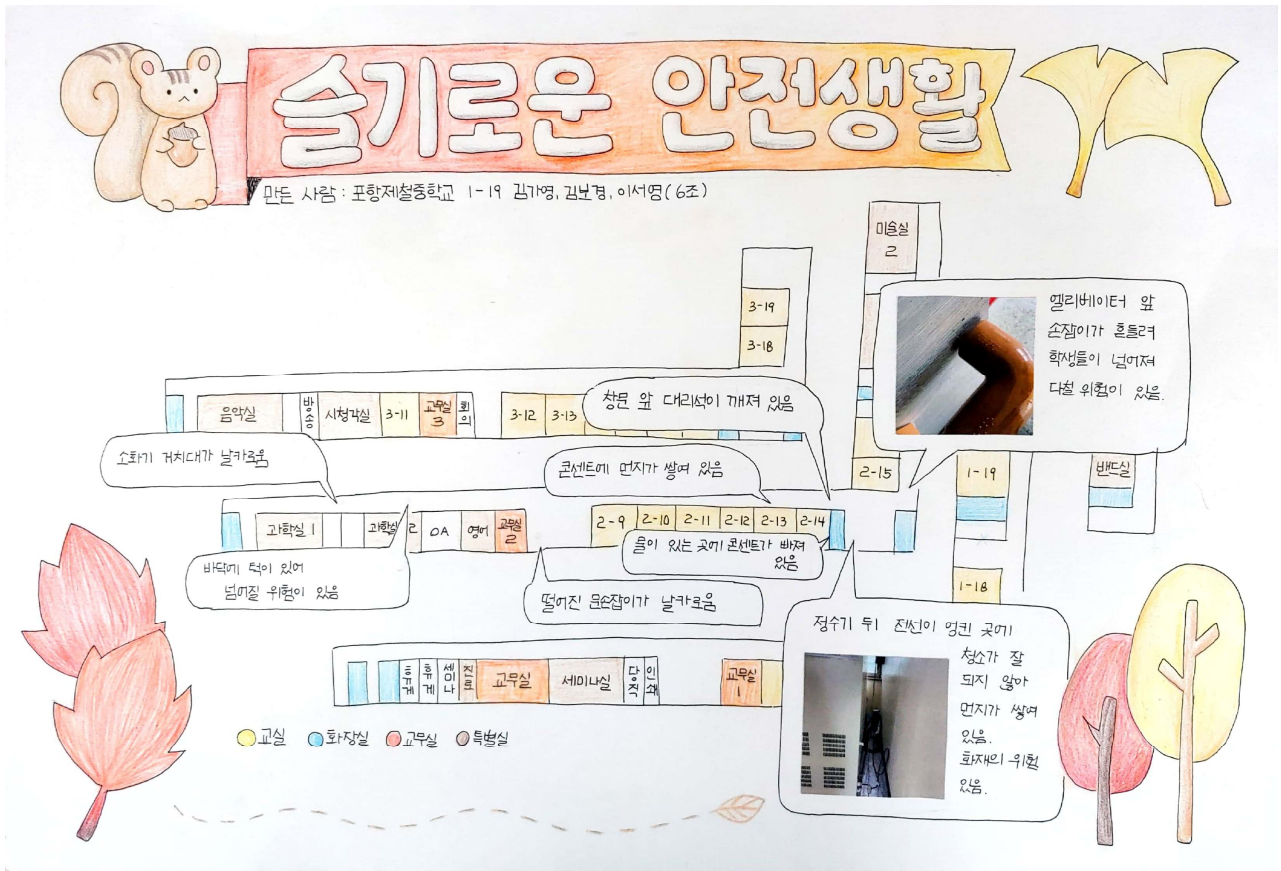 슬기로운 안전생활
만든 사람 : 포항제철중학교 1-19 김가영, 김보경, 이서영(6조)
미술실
2
3-19
3-18
엘리베이터 앞
손잡이가 흔들려
학생들이 넘어져
다칠 위험이 있음.
음악실
방송
시청각실
3-11
교무실
3
회의
3-12
3-13
창문 앞 대리석이 깨져 있음
소화기 거치대가 날카로움
콘센트에 먼지가 쌓여 있음
2-15
1-19
밴드실
과학실 1
과학실 2
OA
영어
교무실
2
2-9
2-10
2-11
2-12
2-13
2-14
물이 있는 곳에 콘센트가 빠져
있음
바닥에 턱이 있어
넘어질 위험이 있음
떨어진 문손잡이가 날카로움
1-18
정수기 뒤 전선이 엉킨 곳에
청소가 잘
되지 않아
먼지가 쌓여
있음.
화재의 위험
있음.
휴게
휴게
세미나
진로
교무실
세미나실
당직
인쇄
교무실
1
교실
화장실
교무실
특별실